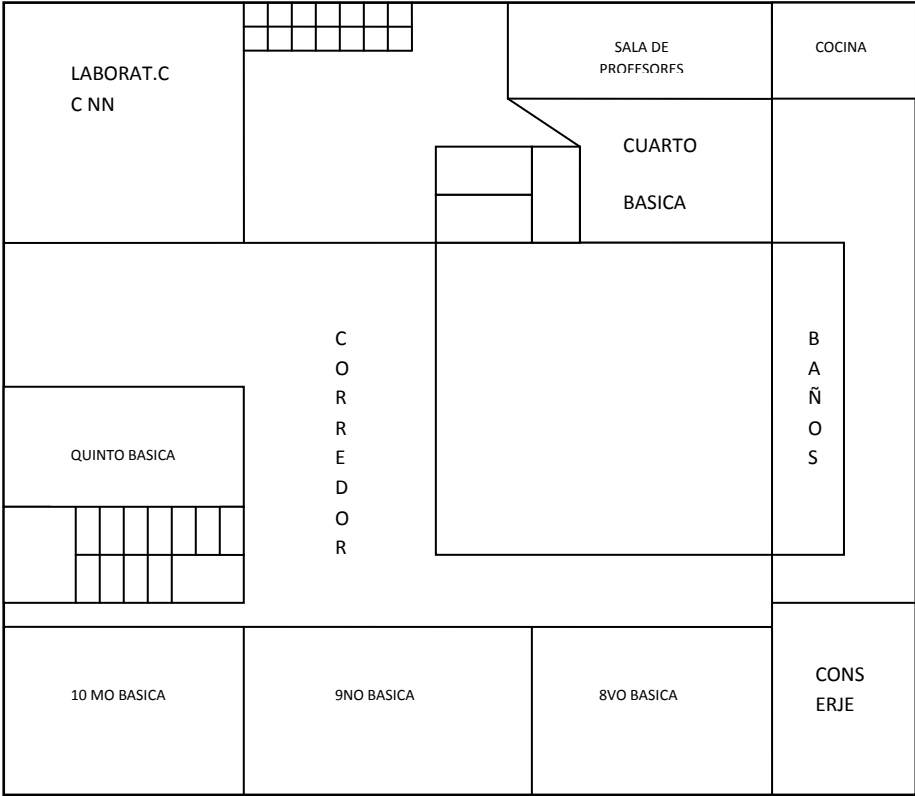 LABORAT.C
C NN
SALA DE
PROFESORES
COCINA
CUARTO
BASICA
C
O
R
R
E
D
O
R
B
A
Ñ
O
S
QUINTO BASICA
10 MO BASICA
9NO BASICA
8VO BASICA
CONS
ERJE